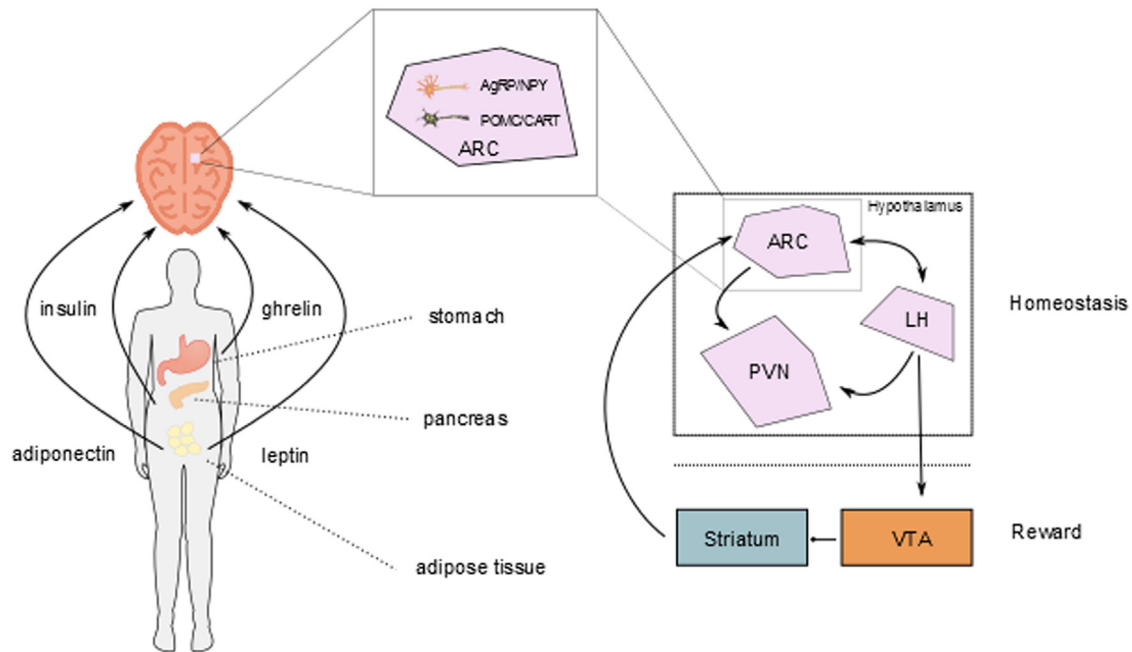 AgRP/NPY
POMC/CART
ARC
Hypothalamus
ARC
LH
PVN
Homeostasis
insulin
ghrelin
stomach
pancreas
adiponectin
leptin
adipose tissue
Striatum
VTA
Reward